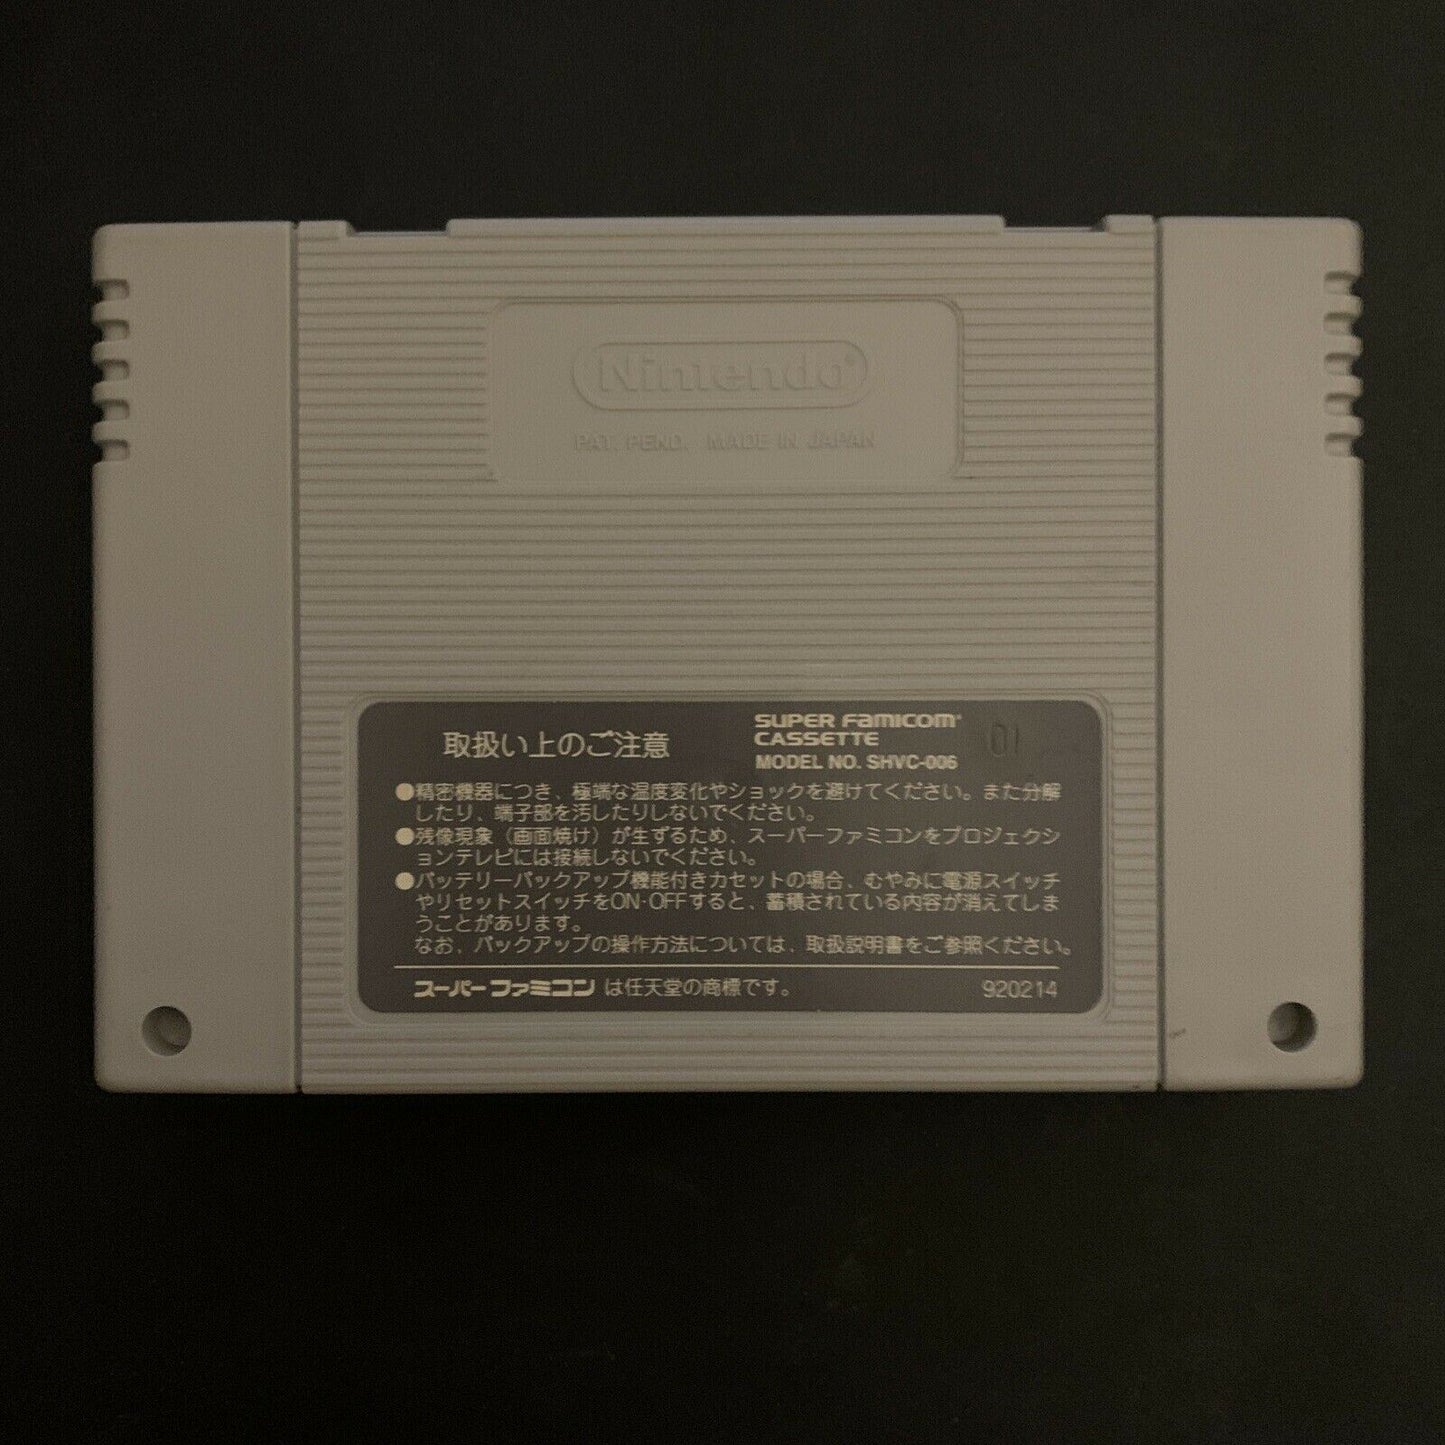 Nintendo®
PAT. PEND. MADE IN JAPAN
取扱い上のご注意
SUPER FAMICOM®
CASSETTE
MODEL NO. SHVC-006
01
●精密機器につき、極端な温度変化やショックを避けてください。また分解
したり、端子部を汚したりしないでください。
●残像現象（画面焼け）が生ずるため、スーパーファミコンをプロジェクシ
ョンテレビには接続しないでください。
●バッテリーバックアップ機能付きカセットの場合、むやみに電源スイッチ
やリセットスイッチをON・OFFすると、蓄積されている内容が消えてしま
うことがあります。
なお、バックアップの操作方法については、取扱説明書をご参照ください。
スーパーファミコン は任天堂の商標です。
920214